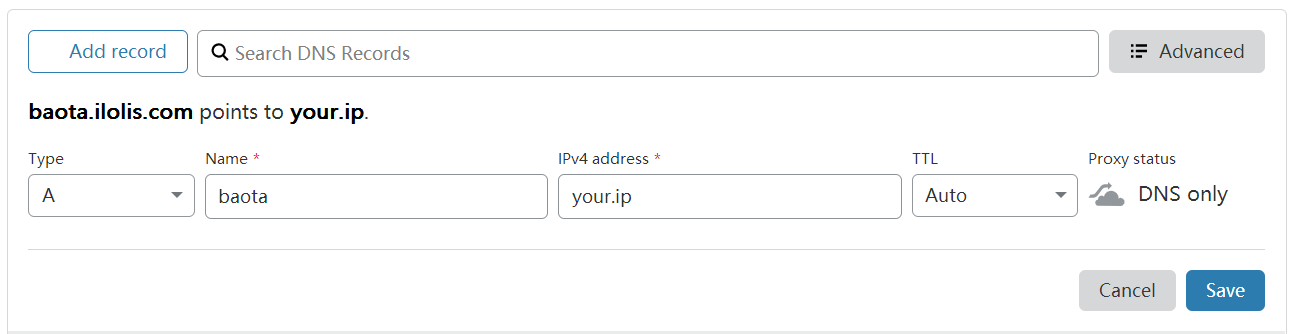 Add record
Search DNS Records
Advanced
baota.ilolis.com points to your.ip.
Type
Name *
IPv4 address *
TTL
Proxy status
A
baota
your.ip
Auto
DNS only
Cancel
Save